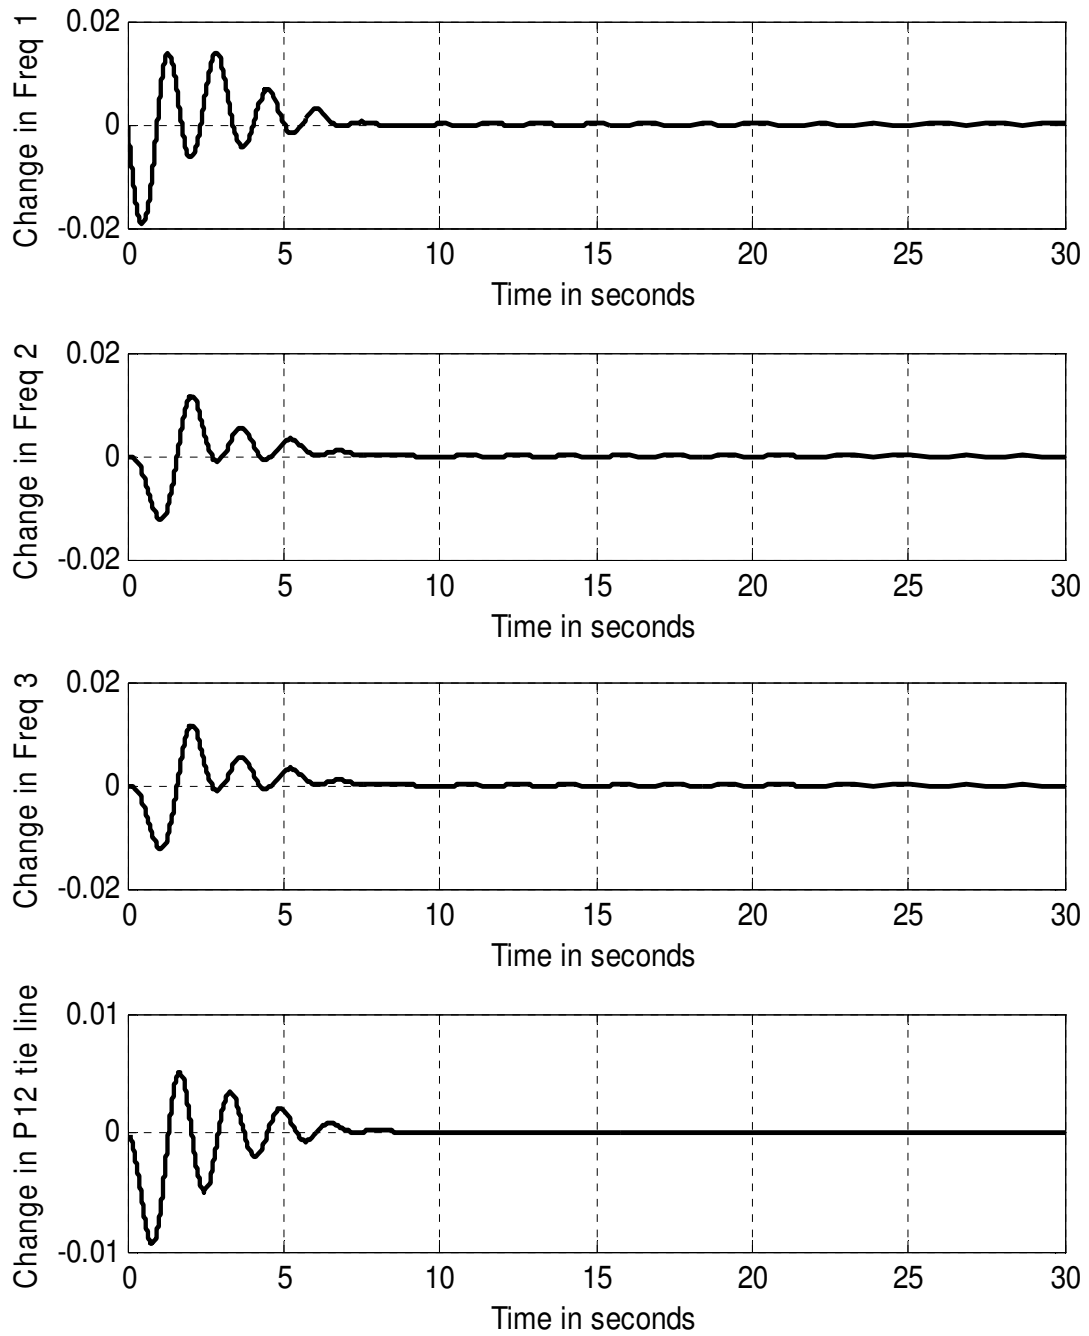 Change in Freq 1
0.02
0
-0.02
0 5 10 15 20 25 30
Time in seconds
Change in Freq 2
0.02
0
-0.02
0 5 10 15 20 25 30
Time in seconds
Change in Freq 3
0.02
0
-0.02
0 5 10 15 20 25 30
Time in seconds
Change in P12 tie line
0.01
0
-0.01
0 5 10 15 20 25 30
Time in seconds